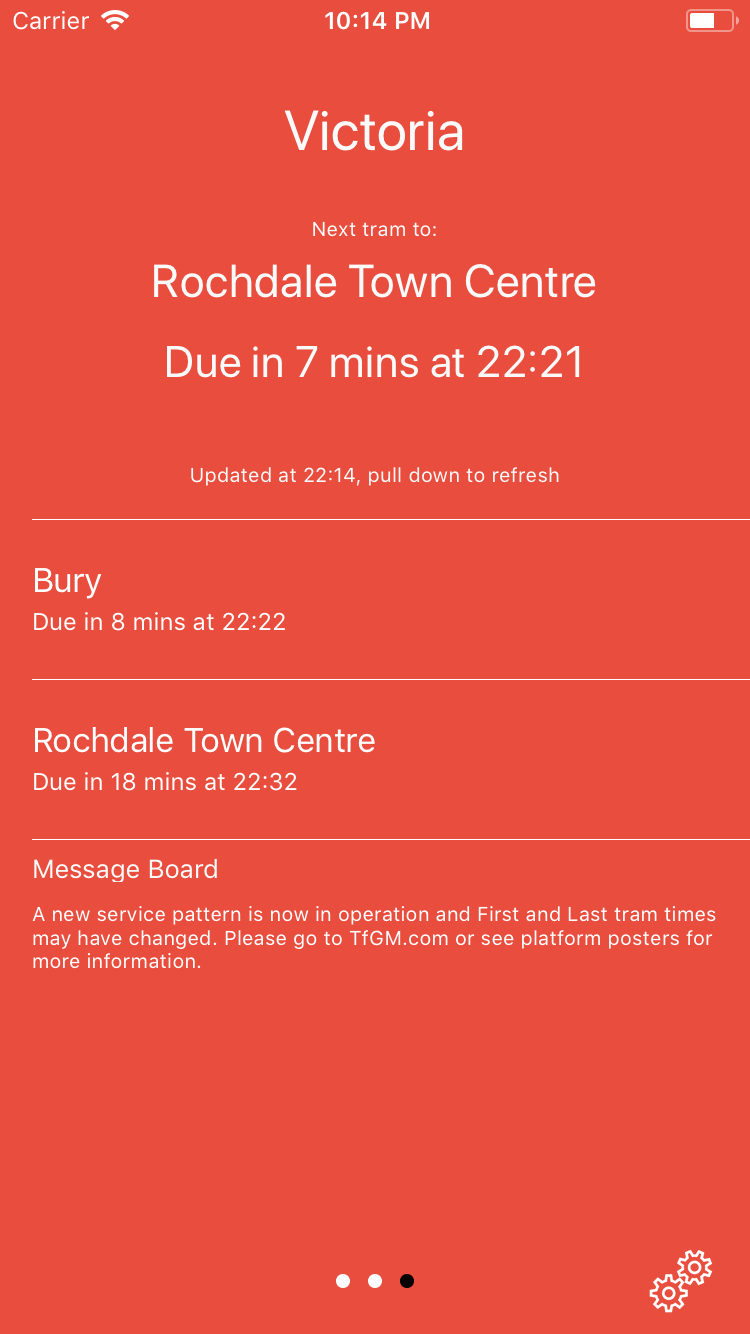 Carrier 10:14 PM
Victoria
Next tram to:
Rochdale Town Centre
Due in 7 mins at 22:21
Updated at 22:14, pull down to refresh
Bury
Due in 8 mins at 22:22
Rochdale Town Centre
Due in 18 mins at 22:32
Message Board
A new service pattern is now in operation and First and Last tram times
may have changed. Please go to TfGM.com or see platform posters for
more information.